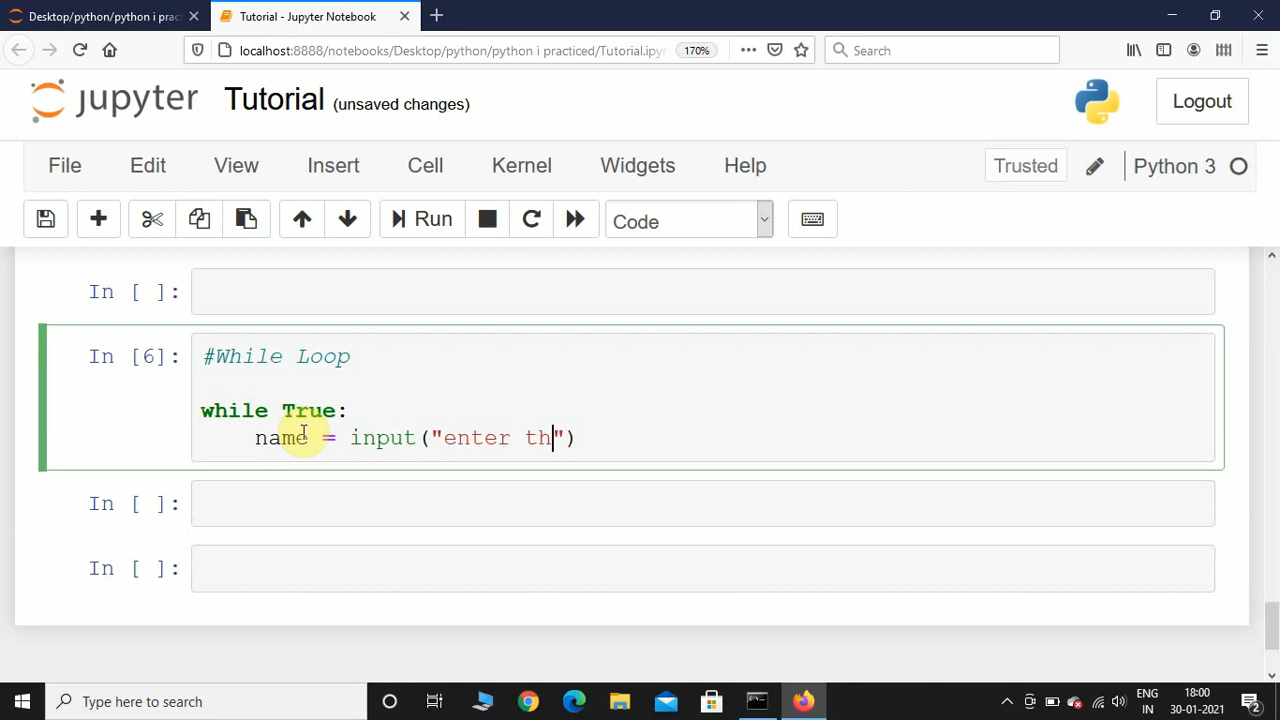 Desktop/python/python i prac
Tutorial - Jupyter Notebook
localhost:8888/notebooks/Desktop/python/python i practiced/Tutorial.ipyn
170%
Search
jupyter Tutorial (unsaved changes)
Logout
File Edit View Insert Cell Kernel Widgets Help
Trusted
Python 3
Run
Code
In [ ]:
In [6]: #While Loop
while True:
name = input("enter th")
In [ ]:
In [ ]:
Type here to search
ENG
IN
18:00
30-01-2021
2